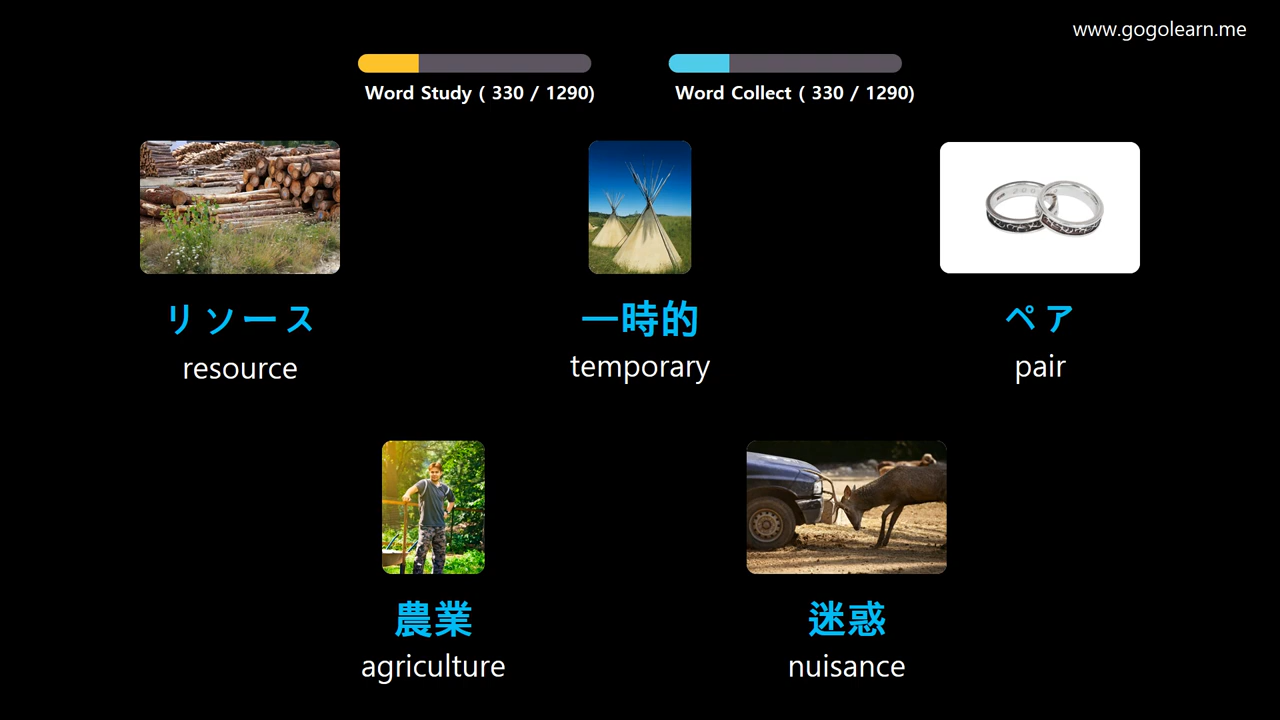 www.gogolearn.me
Word Study ( 330 / 1290)
Word Collect ( 330 / 1290)
リソース
resource
一時的
temporary
ペア
pair
農業
agriculture
迷惑
nuisance